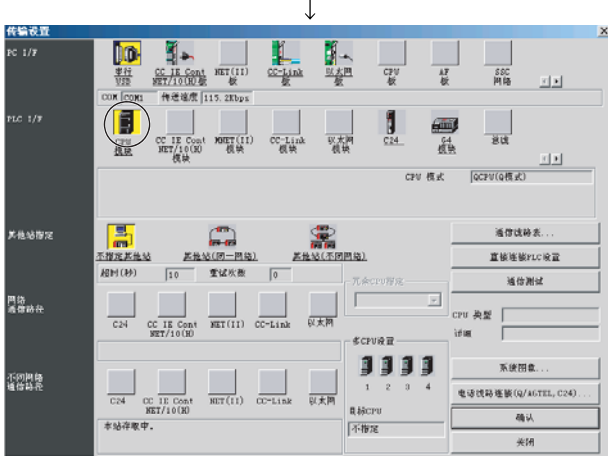 传输设置
PC I/F
串行 USB
CC IE Cont NET/10(H)板
NET(II) 板
CC-Link 板
以太网 板
CPU 板
AF 板
SSC 网络
COM COM1 传送速度 115.2Kbps
PLC I/F
CPU 模块
CC IE Cont NET/10(H) 模块
MNET(II) 模块
CC-Link 模块
以太网 模块
C24
G4 模块
总线
CPU 模式 QCPU(Q模式)
其他站指定
不指定其他站
其他站(同一网络)
其他站(不同网络)
超时(秒) 10 重试次数 0
网络 通信路径
C24
CC IE Cont NET/10(H)
NET(II)
CC-Link
以太网
不同网络 通信路径
C24
CC IE Cont NET/10(H)
NET(II)
CC-Link
以太网
本站存取中。
冗余CPU指定
多CPU设置
1 2 3 4
目标CPU
不指定
通信线路表...
直接连接PLC设置
通信测试
CPU 类型
详细
系统图象...
电话线路连接(Q/A6TEL,C24)...
确认
关闭